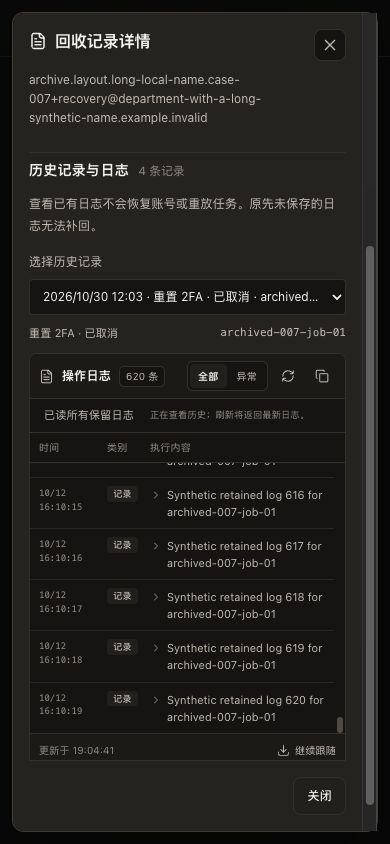 回收记录详情
archive.layout.long-local-name.case-
007+recovery@department-with-a-long-
synthetic-name.example.invalid
历史记录与日志 4 条记录
查看已有日志不会恢复账号或重放任务。原先未保存的日
志无法补回。
选择历史记录
2026/10/30 12:03 · 重置 2FA · 已取消 · archived...
重置 2FA · 已取消 archived-007-job-01
操作日志 620 条 全部 异常
已读所有保留日志 正在查看历史；刷新将返回最新日志。
时间 类别 执行内容
archived-007-job-01
10/12 记录 Synthetic retained log 616 for
16:10:15 archived-007-job-01
10/12 记录 Synthetic retained log 617 for
16:10:16 archived-007-job-01
10/12 记录 Synthetic retained log 618 for
16:10:17 archived-007-job-01
10/12 记录 Synthetic retained log 619 for
16:10:18 archived-007-job-01
10/12 记录 Synthetic retained log 620 for
16:10:19 archived-007-job-01
更新于 19:04:41 继续跟随
关闭